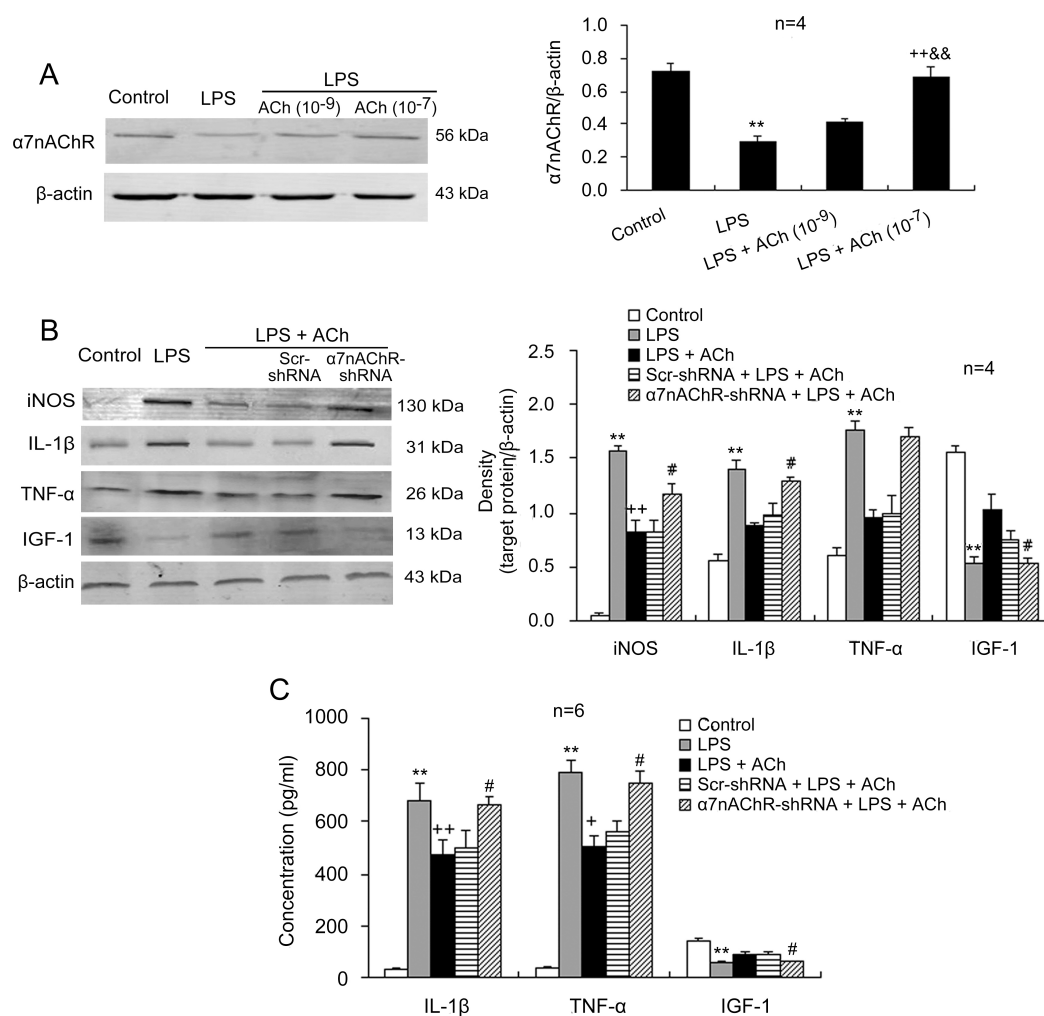 A
Control
LPS
LPS
ACh (10-9)
ACh (10-7)
α7nAChR
56 kDa
β-actin
43 kDa
n=4
α7nAChR/β-actin
1.0
0.8
0.6
0.4
0.2
0.0
**
++&&
Control
LPS
LPS + ACh (10-9)
LPS + ACh (10-7)
B
LPS + ACh
Control
LPS
Scr-
shRNA
α7nAChR-
shRNA
iNOS
130 kDa
IL-1β
31 kDa
TNF-α
26 kDa
IGF-1
13 kDa
β-actin
43 kDa
Control
LPS
LPS + ACh
Scr-shRNA + LPS + ACh
α7nAChR-shRNA + LPS + ACh
n=4
Density
(target protein/β-actin)
2.5
2.0
1.5
1.0
0.5
0.0
**
++
#
**
#
**
**
#
iNOS
IL-1β
TNF-α
IGF-1
C
n=6
Control
LPS
LPS + ACh
Scr-shRNA + LPS + ACh
α7nAChR-shRNA + LPS + ACh
Concentration (pg/ml)
1000
800
600
400
200
0
**
++
#
**
+
#
**
#
IL-1β
TNF-α
IGF-1